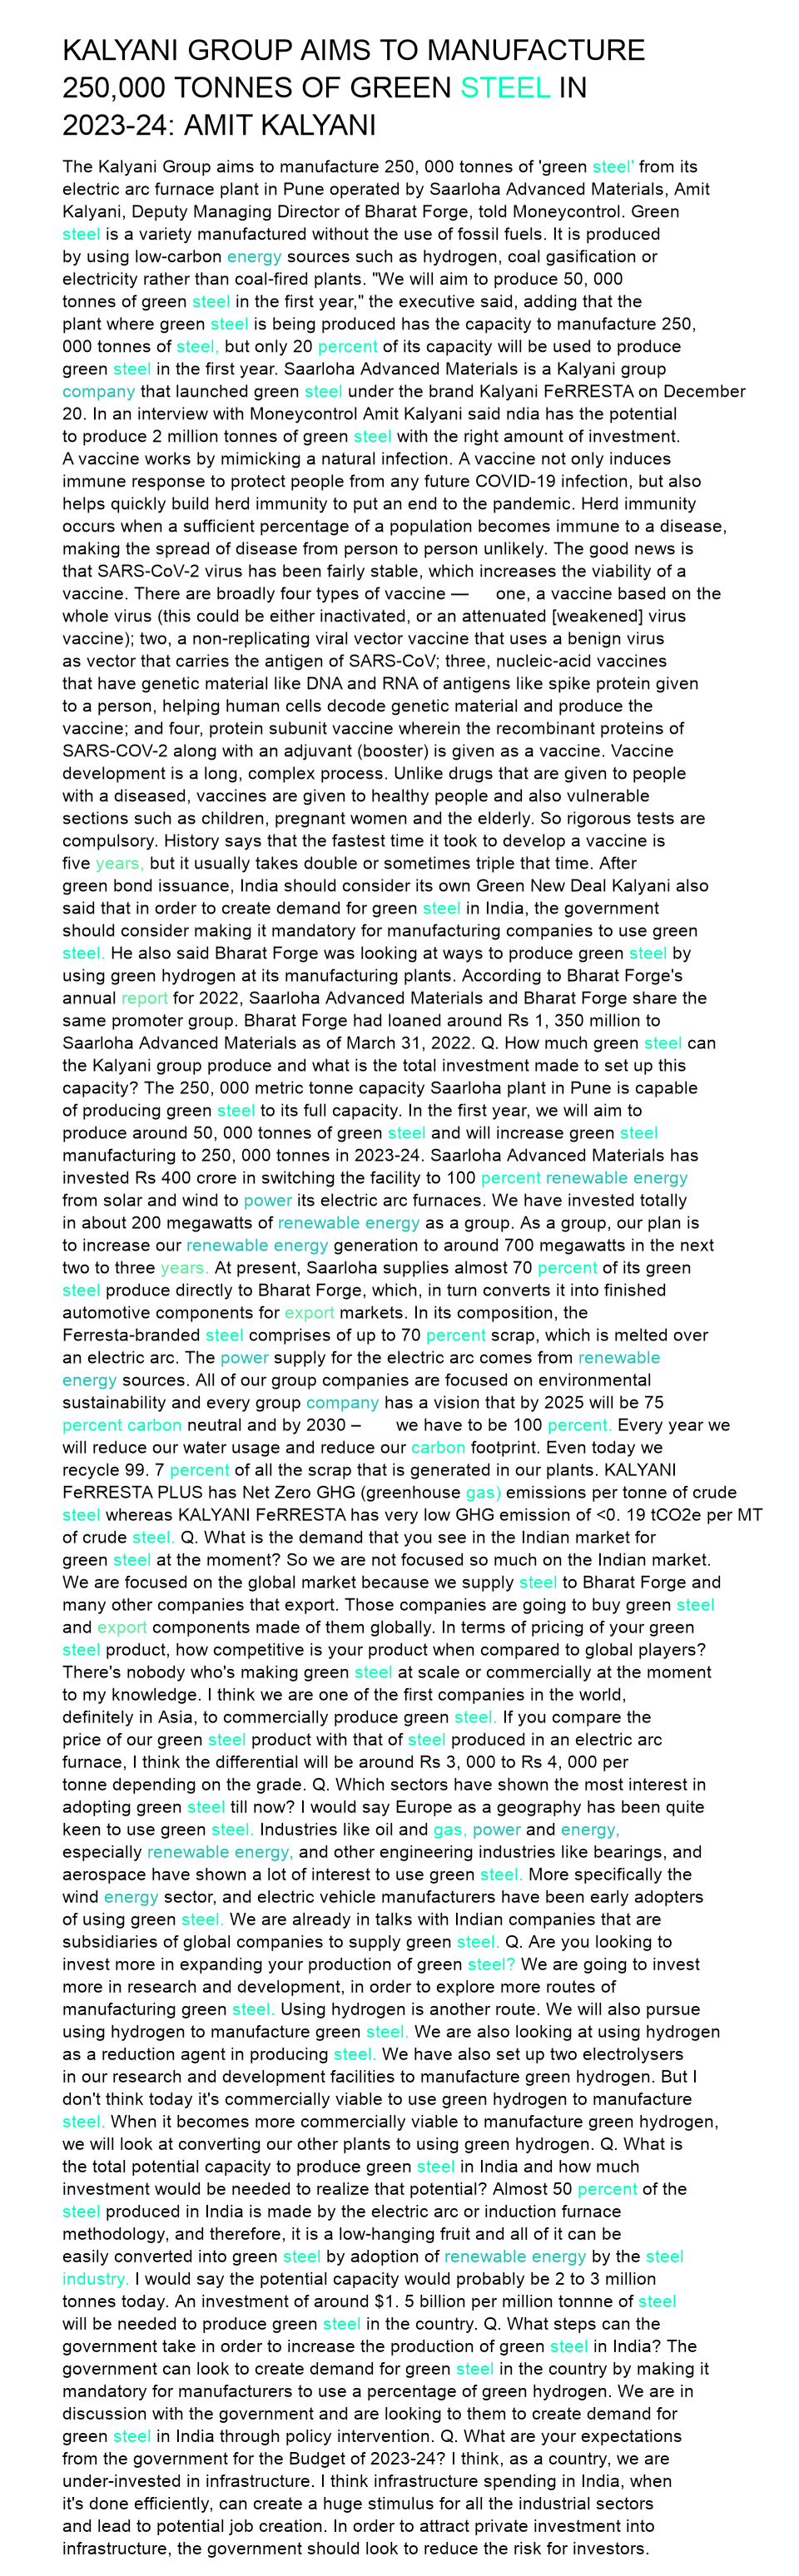 KALYANI GROUP AIMS TO MANUFACTURE
250,000 TONNES OF GREEN STEEL IN
2023-24: AMIT KALYANI
The Kalyani Group aims to manufacture 250, 000 tonnes of 'green steel' from its
electric arc furnace plant in Pune operated by Saarloha Advanced Materials, Amit
Kalyani, Deputy Managing Director of Bharat Forge, told Moneycontrol. Green
steel is a variety manufactured without the use of fossil fuels. It is produced
by using low-carbon energy sources such as hydrogen, coal gasification or
electricity rather than coal-fired plants. "We will aim to produce 50, 000
tonnes of green steel in the first year," the executive said, adding that the
plant where green steel is being produced has the capacity to manufacture 250,
000 tonnes of steel, but only 20 percent of its capacity will be used to produce
green steel in the first year. Saarloha Advanced Materials is a Kalyani group
company that launched green steel under the brand Kalyani FeRRESTA on December
20. In an interview with Moneycontrol Amit Kalyani said ndia has the potential
to produce 2 million tonnes of green steel with the right amount of investment.
A vaccine works by mimicking a natural infection. A vaccine not only induces
immune response to protect people from any future COVID-19 infection, but also
helps quickly build herd immunity to put an end to the pandemic. Herd immunity
occurs when a sufficient percentage of a population becomes immune to a disease,
making the spread of disease from person to person unlikely. The good news is
that SARS-CoV-2 virus has been fairly stable, which increases the viability of a
vaccine. There are broadly four types of vaccine — one, a vaccine based on the
whole virus (this could be either inactivated, or an attenuated [weakened] virus
vaccine); two, a non-replicating viral vector vaccine that uses a benign virus
as vector that carries the antigen of SARS-CoV; three, nucleic-acid vaccines
that have genetic material like DNA and RNA of antigens like spike protein given
to a person, helping human cells decode genetic material and produce the
vaccine; and four, protein subunit vaccine wherein the recombinant proteins of
SARS-COV-2 along with an adjuvant (booster) is given as a vaccine. Vaccine
development is a long, complex process. Unlike drugs that are given to people
with a diseased, vaccines are given to healthy people and also vulnerable
sections such as children, pregnant women and the elderly. So rigorous tests are
compulsory. History says that the fastest time it took to develop a vaccine is
five years, but it usually takes double or sometimes triple that time. After
green bond issuance, India should consider its own Green New Deal Kalyani also
said that in order to create demand for green steel in India, the government
should consider making it mandatory for manufacturing companies to use green
steel. He also said Bharat Forge was looking at ways to produce green steel by
using green hydrogen at its manufacturing plants. According to Bharat Forge's
annual report for 2022, Saarloha Advanced Materials and Bharat Forge share the
same promoter group. Bharat Forge had loaned around Rs 1, 350 million to
Saarloha Advanced Materials as of March 31, 2022. Q. How much green steel can
the Kalyani group produce and what is the total investment made to set up this
capacity? The 250, 000 metric tonne capacity Saarloha plant in Pune is capable
of producing green steel to its full capacity. In the first year, we will aim to
produce around 50, 000 tonnes of green steel and will increase green steel
manufacturing to 250, 000 tonnes in 2023-24. Saarloha Advanced Materials has
invested Rs 400 crore in switching the facility to 100 percent renewable energy
from solar and wind to power its electric arc furnaces. We have invested totally
in about 200 megawatts of renewable energy as a group. As a group, our plan is
to increase our renewable energy generation to around 700 megawatts in the next
two to three years. At present, Saarloha supplies almost 70 percent of its green
steel produce directly to Bharat Forge, which, in turn converts it into finished
automotive components for export markets. In its composition, the
Ferresta-branded steel comprises of up to 70 percent scrap, which is melted over
an electric arc. The power supply for the electric arc comes from renewable
energy sources. All of our group companies are focused on environmental
sustainability and every group company has a vision that by 2025 will be 75
percent carbon neutral and by 2030 – we have to be 100 percent. Every year we
will reduce our water usage and reduce our carbon footprint. Even today we
recycle 99. 7 percent of all the scrap that is generated in our plants. KALYANI
FeRRESTA PLUS has Net Zero GHG (greenhouse gas) emissions per tonne of crude
steel whereas KALYANI FeRRESTA has very low GHG emission of <0. 19 tCO2e per MT
of crude steel. Q. What is the demand that you see in the Indian market for
green steel at the moment? So we are not focused so much on the Indian market.
We are focused on the global market because we supply steel to Bharat Forge and
many other companies that export. Those companies are going to buy green steel
and export components made of them globally. In terms of pricing of your green
steel product, how competitive is your product when compared to global players?
There's nobody who's making green steel at scale or commercially at the moment
to my knowledge. I think we are one of the first companies in the world,
definitely in Asia, to commercially produce green steel. If you compare the
price of our green steel product with that of steel produced in an electric arc
furnace, I think the differential will be around Rs 3, 000 to Rs 4, 000 per
tonne depending on the grade. Q. Which sectors have shown the most interest in
adopting green steel till now? I would say Europe as a geography has been quite
keen to use green steel. Industries like oil and gas, power and energy,
especially renewable energy, and other engineering industries like bearings, and
aerospace have shown a lot of interest to use green steel. More specifically the
wind energy sector, and electric vehicle manufacturers have been early adopters
of using green steel. We are already in talks with Indian companies that are
subsidiaries of global companies to supply green steel. Q. Are you looking to
invest more in expanding your production of green steel? We are going to invest
more in research and development, in order to explore more routes of
manufacturing green steel. Using hydrogen is another route. We will also pursue
using hydrogen to manufacture green steel. We are also looking at using hydrogen
as a reduction agent in producing steel. We have also set up two electrolysers
in our research and development facilities to manufacture green hydrogen. But I
don't think today it's commercially viable to use green hydrogen to manufacture
steel. When it becomes more commercially viable to manufacture green hydrogen,
we will look at converting our other plants to using green hydrogen. Q. What is
the total potential capacity to produce green steel in India and how much
investment would be needed to realize that potential? Almost 50 percent of the
steel produced in India is made by the electric arc or induction furnace
methodology, and therefore, it is a low-hanging fruit and all of it can be
easily converted into green steel by adoption of renewable energy by the steel
industry. I would say the potential capacity would probably be 2 to 3 million
tonnes today. An investment of around $1. 5 billion per million tonnne of steel
will be needed to produce green steel in the country. Q. What steps can the
government take in order to increase the production of green steel in India? The
government can look to create demand for green steel in the country by making it
mandatory for manufacturers to use a percentage of green hydrogen. We are in
discussion with the government and are looking to them to create demand for
green steel in India through policy intervention. Q. What are your expectations
from the government for the Budget of 2023-24? I think, as a country, we are
under-invested in infrastructure. I think infrastructure spending in India, when
it's done efficiently, can create a huge stimulus for all the industrial sectors
and lead to potential job creation. In order to attract private investment into
infrastructure, the government should look to reduce the risk for investors.